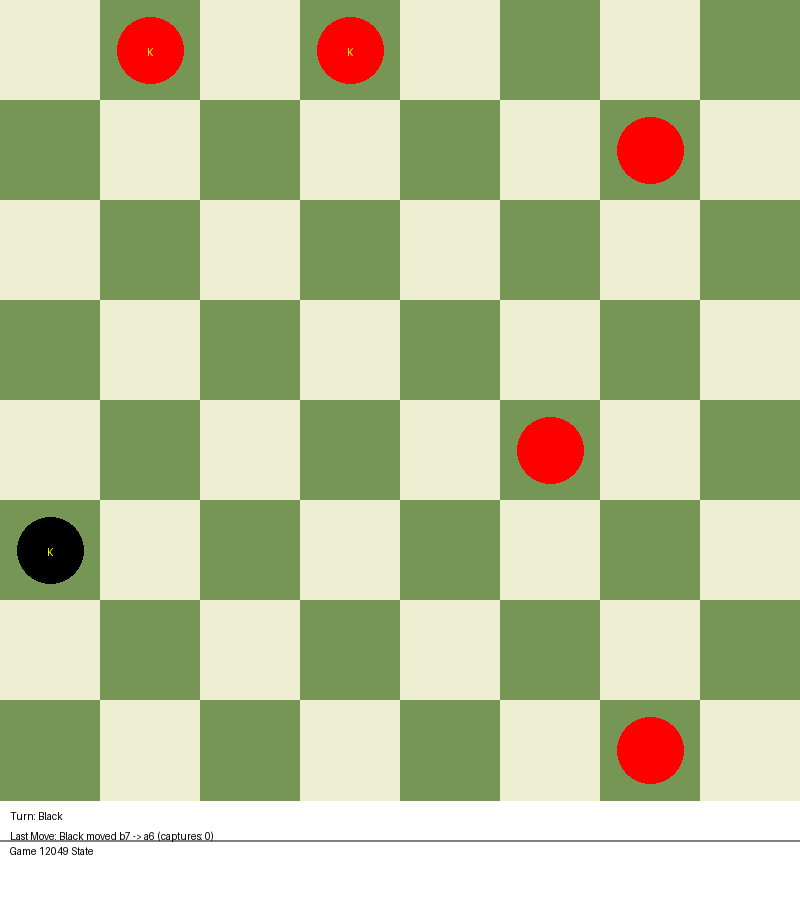 K
K
K
Turn: Black
Last Move: Black moved b7 -> a6 (captures: 0)
Game 12049 State